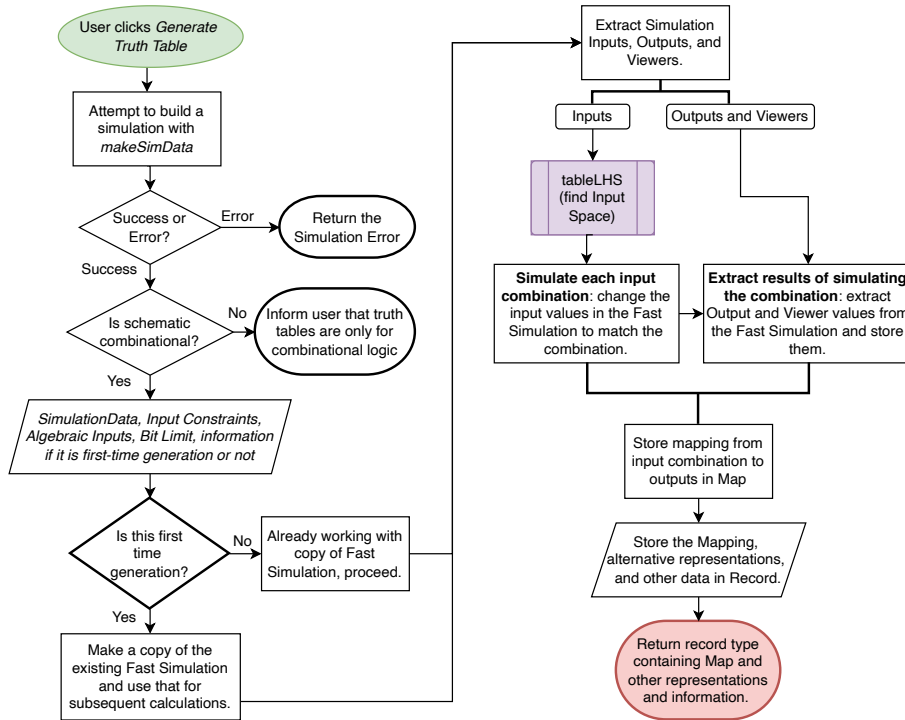 User clicks Generate
Truth Table
Attempt to build a
simulation with
makeSimData
Success or
Error?
Error
Return the
Simulation Error
Success
Is schematic
combinational?
No
Inform user that truth
tables are only for
combinational logic
Yes
SimulationData, Input Constraints,
Algebraic Inputs, Bit Limit, information
if it is first-time generation or not
Is this first
time
generation?
No
Already working with
copy of Fast
Simulation, proceed.
Yes
Make a copy of the
existing Fast Simulation
and use that for
subsequent calculations.
Extract Simulation
Inputs, Outputs, and
Viewers.
Inputs
Outputs and Viewers
tableLHS
(find Input
Space)
Simulate each input
combination: change the
input values in the Fast
Simulation to match the
combination.
Extract results of simulating
the combination: extract
Output and Viewer values from
the Fast Simulation and store
them.
Store mapping from
input combination to
outputs in Map
Store the Mapping,
alternative representations,
and other data in Record.
Return record type
containing Map and
other representations
and information.